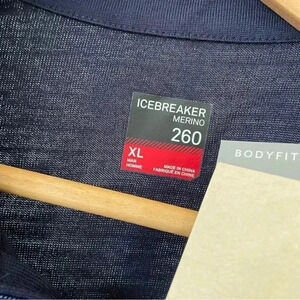 ICEBREAKER
MERINO
260
XL
MAN
HOMME
MADE IN CHINA
FABRIQUÉ EN CHINE
BODYFIT